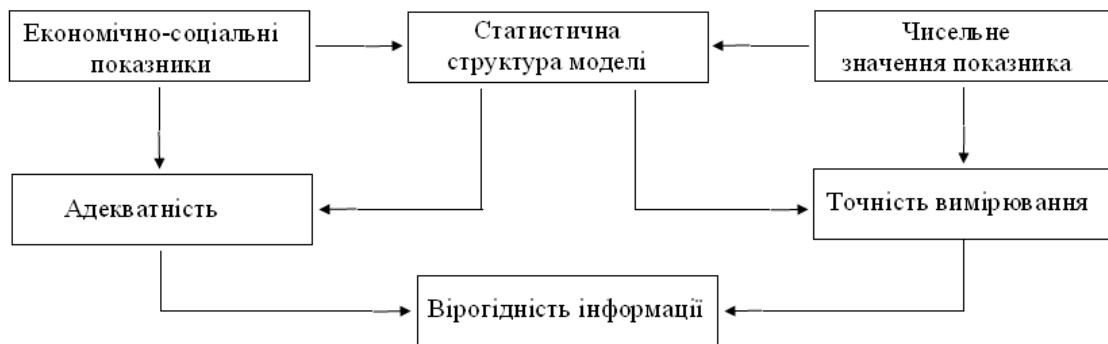 Економічно-соціальні
показники
Статистична
структура моделі
Чисельне
значення показника
Адекватність
Точність вимірювання
Вірогідність інформації